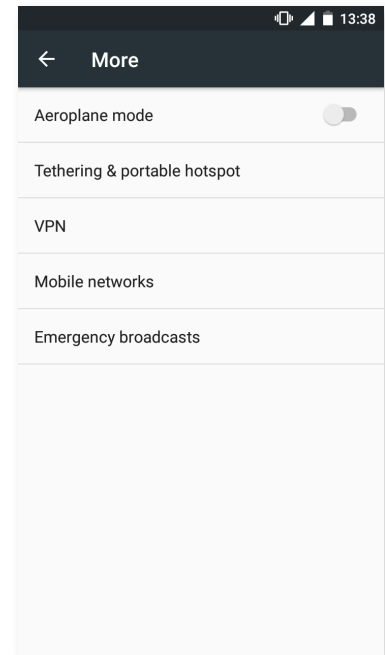 13:38
More
Aeroplane mode
Tethering & portable hotspot
VPN
Mobile networks
Emergency broadcasts